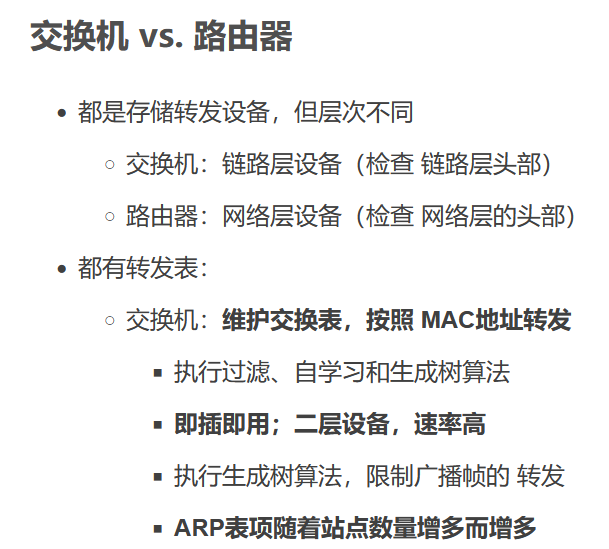 交换机 vs. 路由器
都是存储转发设备，但层次不同
交换机：链路层设备（检查 链路层头部）
路由器：网络层设备（检查 网络层的头部）
都有转发表：
交换机：维护交换表，按照 MAC地址转发
执行过滤、自学习和生成树算法
即插即用；二层设备，速率高
执行生成树算法，限制广播帧的 转发
ARP表项随着站点数量增多而增多